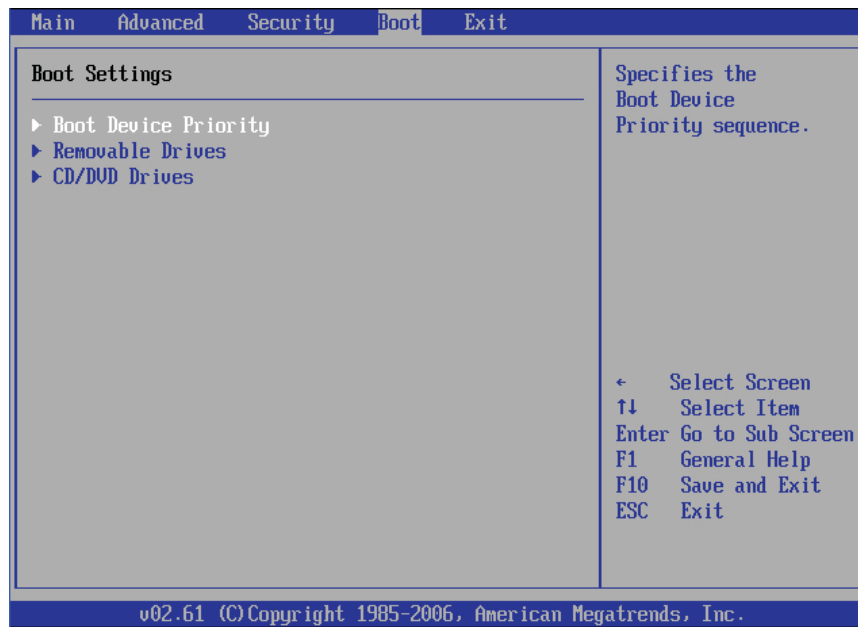 Main Advanced Security Boot Exit
Boot Settings
▶ Boot Device Priority
▶ Removable Drives
▶ CD/DVD Drives
Specifies the
Boot Device
Priority sequence.
← Select Screen
↑↓ Select Item
Enter Go to Sub Screen
F1 General Help
F10 Save and Exit
ESC Exit
v02.61 (C)Copyright 1985-2006, American Megatrends, Inc.